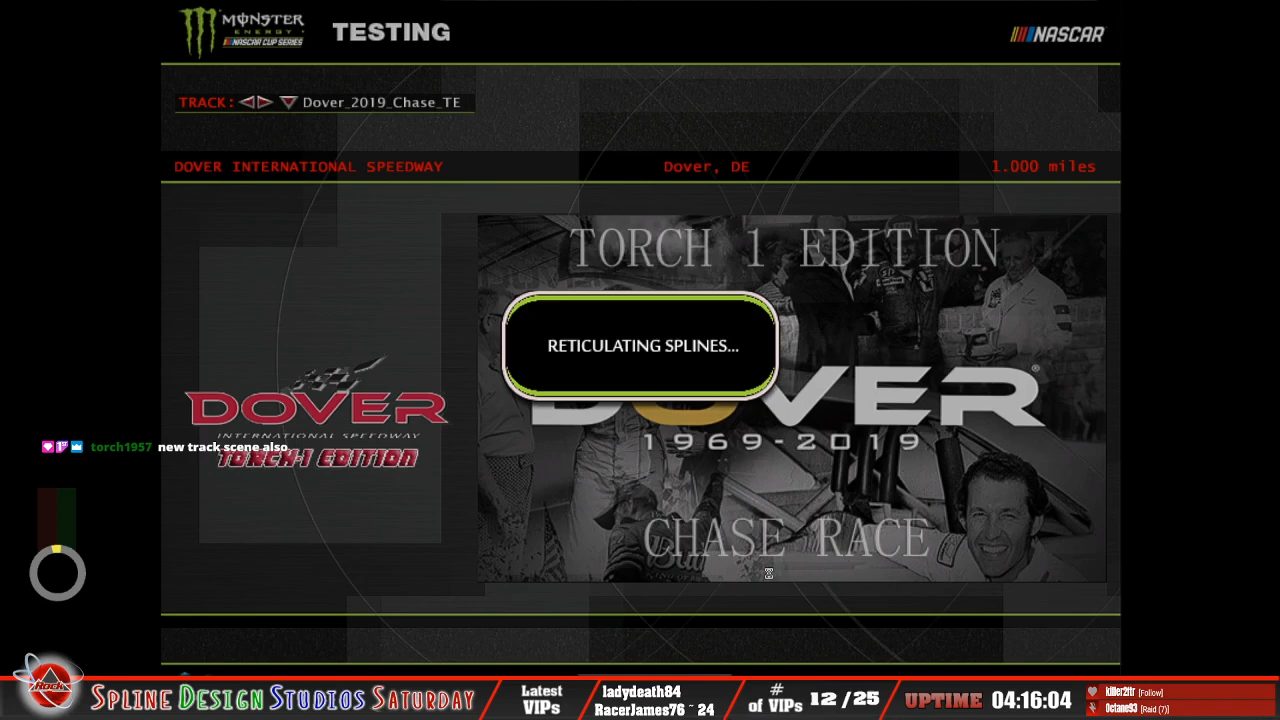 MONSTER
ENERGY
NASCAR CUP SERIES
TESTING
NASCAR
TRACK: Dover_2019_Chase_TE
DOVER INTERNATIONAL SPEEDWAY Dover, DE 1.000 miles
TORCH 1 EDITION
RETICULATING SPLINES...
DOVER
INTERNATIONAL SPEEDWAY
TORCH-1 EDITION
DOVER®
1969-2019
torch1957 new track scene also
CHASE RACE
SPLINE DESIGN STUDIOS SATURDAY
Latest
VIPs
ladydeath84
RacerJames76 ~ 24
#
of VIPs
12 /25
UPTIME
04:16:04
killer2ltr [Follow]
Octane93 [Raid (7)]